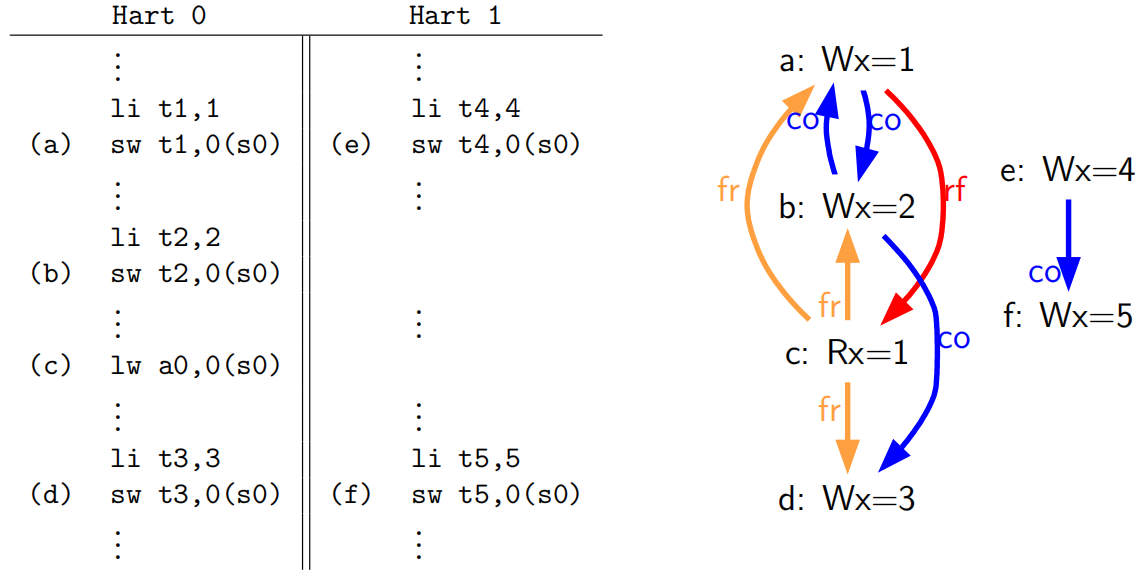 Hart 0 Hart 1
⋮ ⋮
li t1,1 li t4,4
(a) sw t1,0(s0) (e) sw t4,0(s0)
⋮ ⋮
li t2,2
(b) sw t2,0(s0)
⋮ ⋮
(c) lw a0,0(s0)
⋮ ⋮
li t3,3 li t5,5
(d) sw t3,0(s0) (f) sw t5,0(s0)
⋮ ⋮
a: Wx=1
co co
fr rf
b: Wx=2
fr
c: Rx=1
co
fr
d: Wx=3
e: Wx=4
co
f: Wx=5